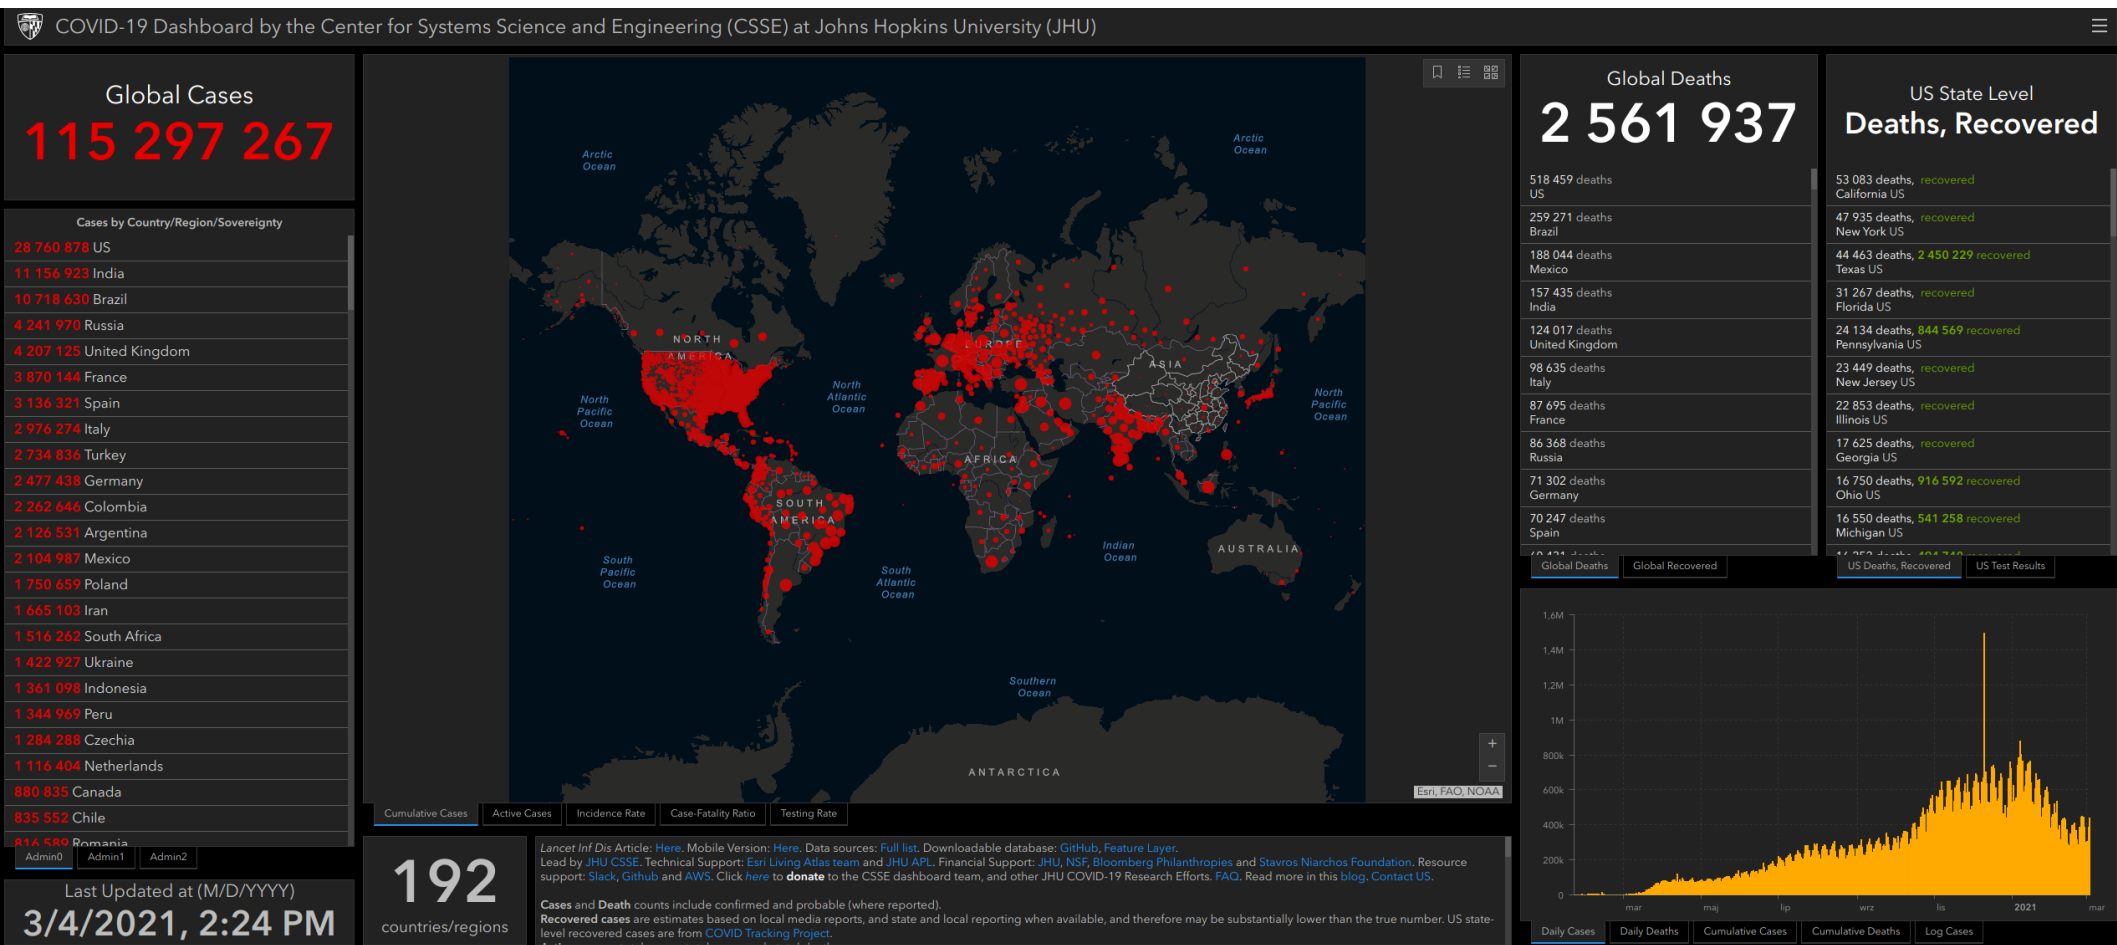 COVID-19 Dashboard by the Center for Systems Science and Engineering (CSSE) at Johns Hopkins University (JHU)
Global Cases
115 297 267
Cases by Country/Region/Sovereignty
28 760 878 US
11 156 923 India
10 718 630 Brazil
4 241 970 Russia
4 207 125 United Kingdom
3 870 144 France
3 136 321 Spain
2 976 274 Italy
2 734 836 Turkey
2 477 438 Germany
2 262 646 Colombia
2 126 531 Argentina
2 104 987 Mexico
1 750 659 Poland
1 665 103 Iran
1 516 262 South Africa
1 422 927 Ukraine
1 361 098 Indonesia
1 344 969 Peru
1 284 288 Czechia
1 116 404 Netherlands
880 835 Canada
835 552 Chile
816 589 Romania
Admin0
Admin1
Admin2
Last Updated at (M/D/YYYY)
3/4/2021, 2:24 PM
Arctic
Ocean
Arctic
Ocean
NORTH
AMERICA
EUROPE
ASIA
North
Pacific
Ocean
North
Atlantic
Ocean
North
Pacific
Ocean
AFRICA
SOUTH
AMERICA
AUSTRALIA
South
Pacific
Ocean
South
Atlantic
Ocean
Indian
Ocean
Southern
Ocean
ANTARCTICA
+
−
Esri, FAO, NOAA
Cumulative Cases
Active Cases
Incidence Rate
Case-Fatality Ratio
Testing Rate
192
countries/regions
Lancet Inf Dis Article: Here. Mobile Version: Here. Data sources: Full list. Downloadable database: GitHub, Feature Layer.
Lead by JHU CSSE. Technical Support: Esri Living Atlas team and JHU APL. Financial Support: JHU, NSF, Bloomberg Philanthropies and Stavros Niarchos Foundation. Resource
support: Slack, Github and AWS. Click here to donate to the CSSE dashboard team, and other JHU COVID-19 Research Efforts. FAQ. Read more in this blog. Contact US.
Cases and Death counts include confirmed and probable (where reported).
Recovered cases are estimates based on local media reports, and state and local reporting when available, and therefore may be substantially lower than the true number. US state-
level recovered cases are from COVID Tracking Project.
Global Deaths
2 561 937
518 459 deaths
US
259 271 deaths
Brazil
188 044 deaths
Mexico
157 435 deaths
India
124 017 deaths
United Kingdom
98 635 deaths
Italy
87 695 deaths
France
86 368 deaths
Russia
71 302 deaths
Germany
70 247 deaths
Spain
Global Deaths
Global Recovered
US State Level
Deaths, Recovered
53 083 deaths, recovered
California US
47 935 deaths, recovered
New York US
44 463 deaths, 2 450 229 recovered
Texas US
31 267 deaths, recovered
Florida US
24 134 deaths, 844 569 recovered
Pennsylvania US
23 449 deaths, recovered
New Jersey US
22 853 deaths, recovered
Illinois US
17 625 deaths, recovered
Georgia US
16 750 deaths, 916 592 recovered
Ohio US
16 550 deaths, 541 258 recovered
Michigan US
US Deaths, Recovered
US Test Results
1,6M
1,4M
1,2M
1M
800k
600k
400k
200k
0
mar
maj
lip
wrz
lis
2021
mar
Daily Cases
Daily Deaths
Cumulative Cases
Cumulative Deaths
Log Cases